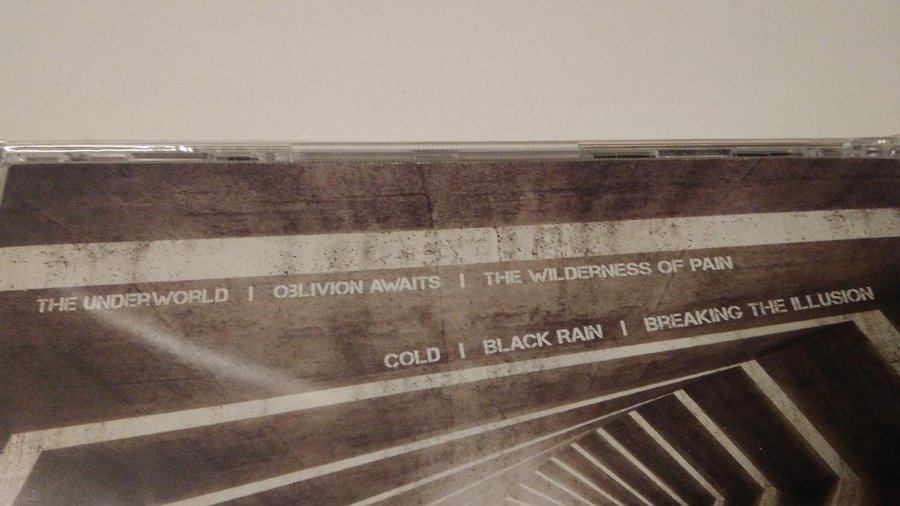 THE UNDERWORLD | OBLIVION AWAITS | THE WILDERNESS OF PAIN
COLD | BLACK RAIN | BREAKING THE ILLUSION